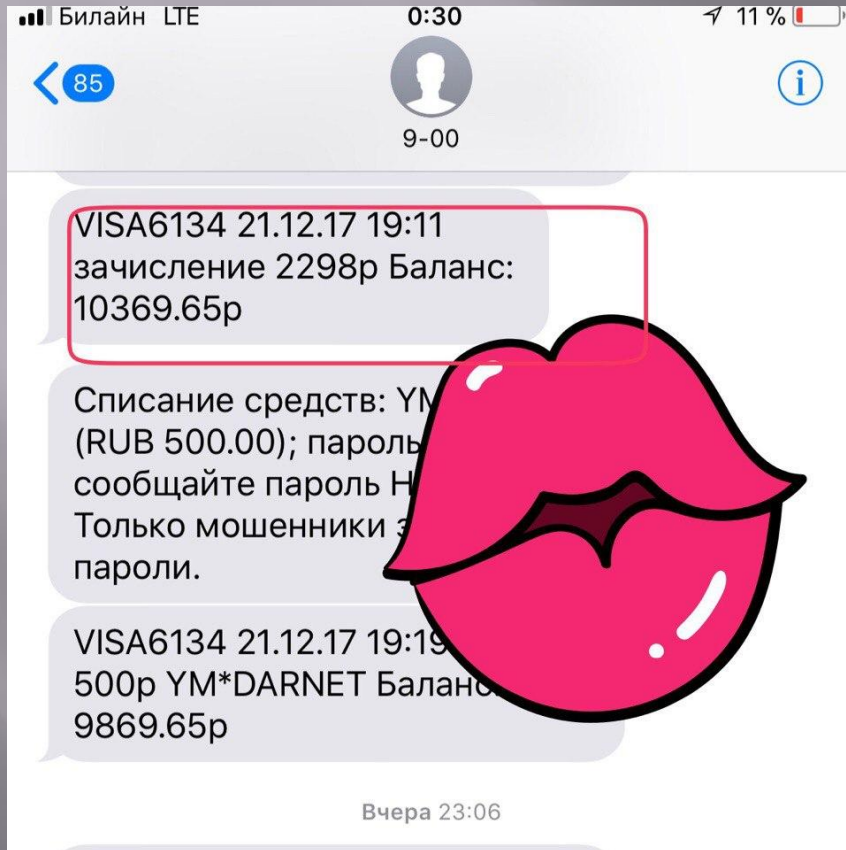 Билайн LTE 0:30 11 %
85
9-00
VISA6134 21.12.17 19:11
зачисление 2298р Баланс:
10369.65р
Списание средств:
(RUB 500.00); пароль
сообщайте пароль
Только мошенники
пароли.
VISA6134 21.12.17 19:19
500р YM*DARNET Баланс
9869.65р
Вчера 23:06